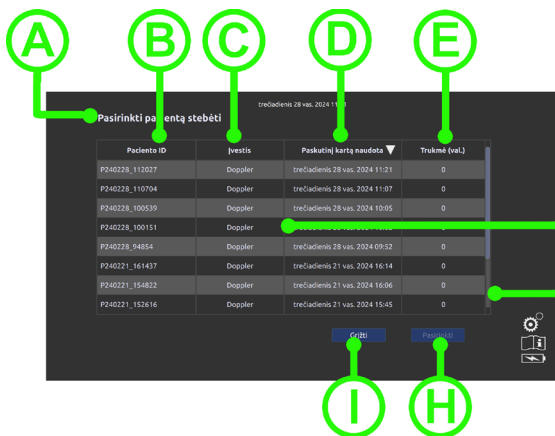 A B C D E
trečiadienis 28 vas. 2024
Pasirinkti pacientą stebėti
Paciento ID Įvestis Paskutinį kartą naudota Trukmė (val.)
P240228_112027 Doppler trečiadienis 28 vas. 2024 11:21 0
P240228_110704 Doppler trečiadienis 28 vas. 2024 11:07 0
P240228_100539 Doppler trečiadienis 28 vas. 2024 10:05 0
P240228_100151 Doppler 0
P240228_94854 Doppler trečiadienis 28 vas. 2024 09:52 0
P240221_161437 Doppler trečiadienis 21 vas. 2024 16:14 0
P240221_154822 Doppler trečiadienis 21 vas. 2024 16:06 0
P240221_152616 Doppler trečiadienis 21 vas. 2024 15:45 0
Grįžti Pasirinkti
I H